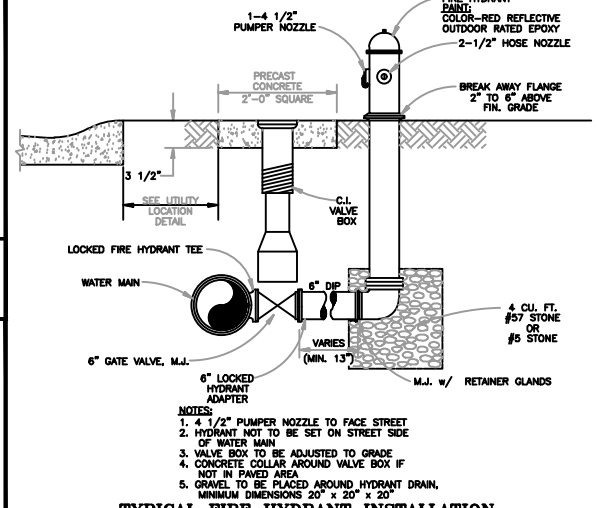 FIRE HYDRANT
PAINT:
COLOR-RED REFLECTIVE
OUTDOOR RATED EPOXY
1-4 1/2"
PUMPER NOZZLE
2-1/2" HOSE NOZZLE
PRECAST
CONCRETE
2'-0" SQUARE
BREAK AWAY FLANGE
2" TO 6" ABOVE
FIN. GRADE
3 1/2"
SEE UTILITY
LOCATION
DETAIL
C.I.
VALVE
BOX
LOCKED FIRE HYDRANT TEE
WATER MAIN
6" DIP
4 CU. FT.
#57 STONE
OR
#5 STONE
VARIES
(MIN. 13")
6" GATE VALVE, M.J.
6" LOCKED
HYDRANT
ADAPTER
M.J. w/ RETAINER GLANDS
NOTES:
1. 4 1/2" PUMPER NOZZLE TO FACE STREET
2. HYDRANT NOT TO BE SET ON STREET SIDE
OF WATER MAIN
3. VALVE BOX TO BE ADJUSTED TO GRADE
4. CONCRETE COLLAR AROUND VALVE BOX IF
NOT IN PAVED AREA
5. GRAVEL TO BE PLACED AROUND HYDRANT DRAIN,
MINIMUM DIMENSIONS 20" x 20" x 20"
TYPICAL FIRE HYDRANT INSTALLATION